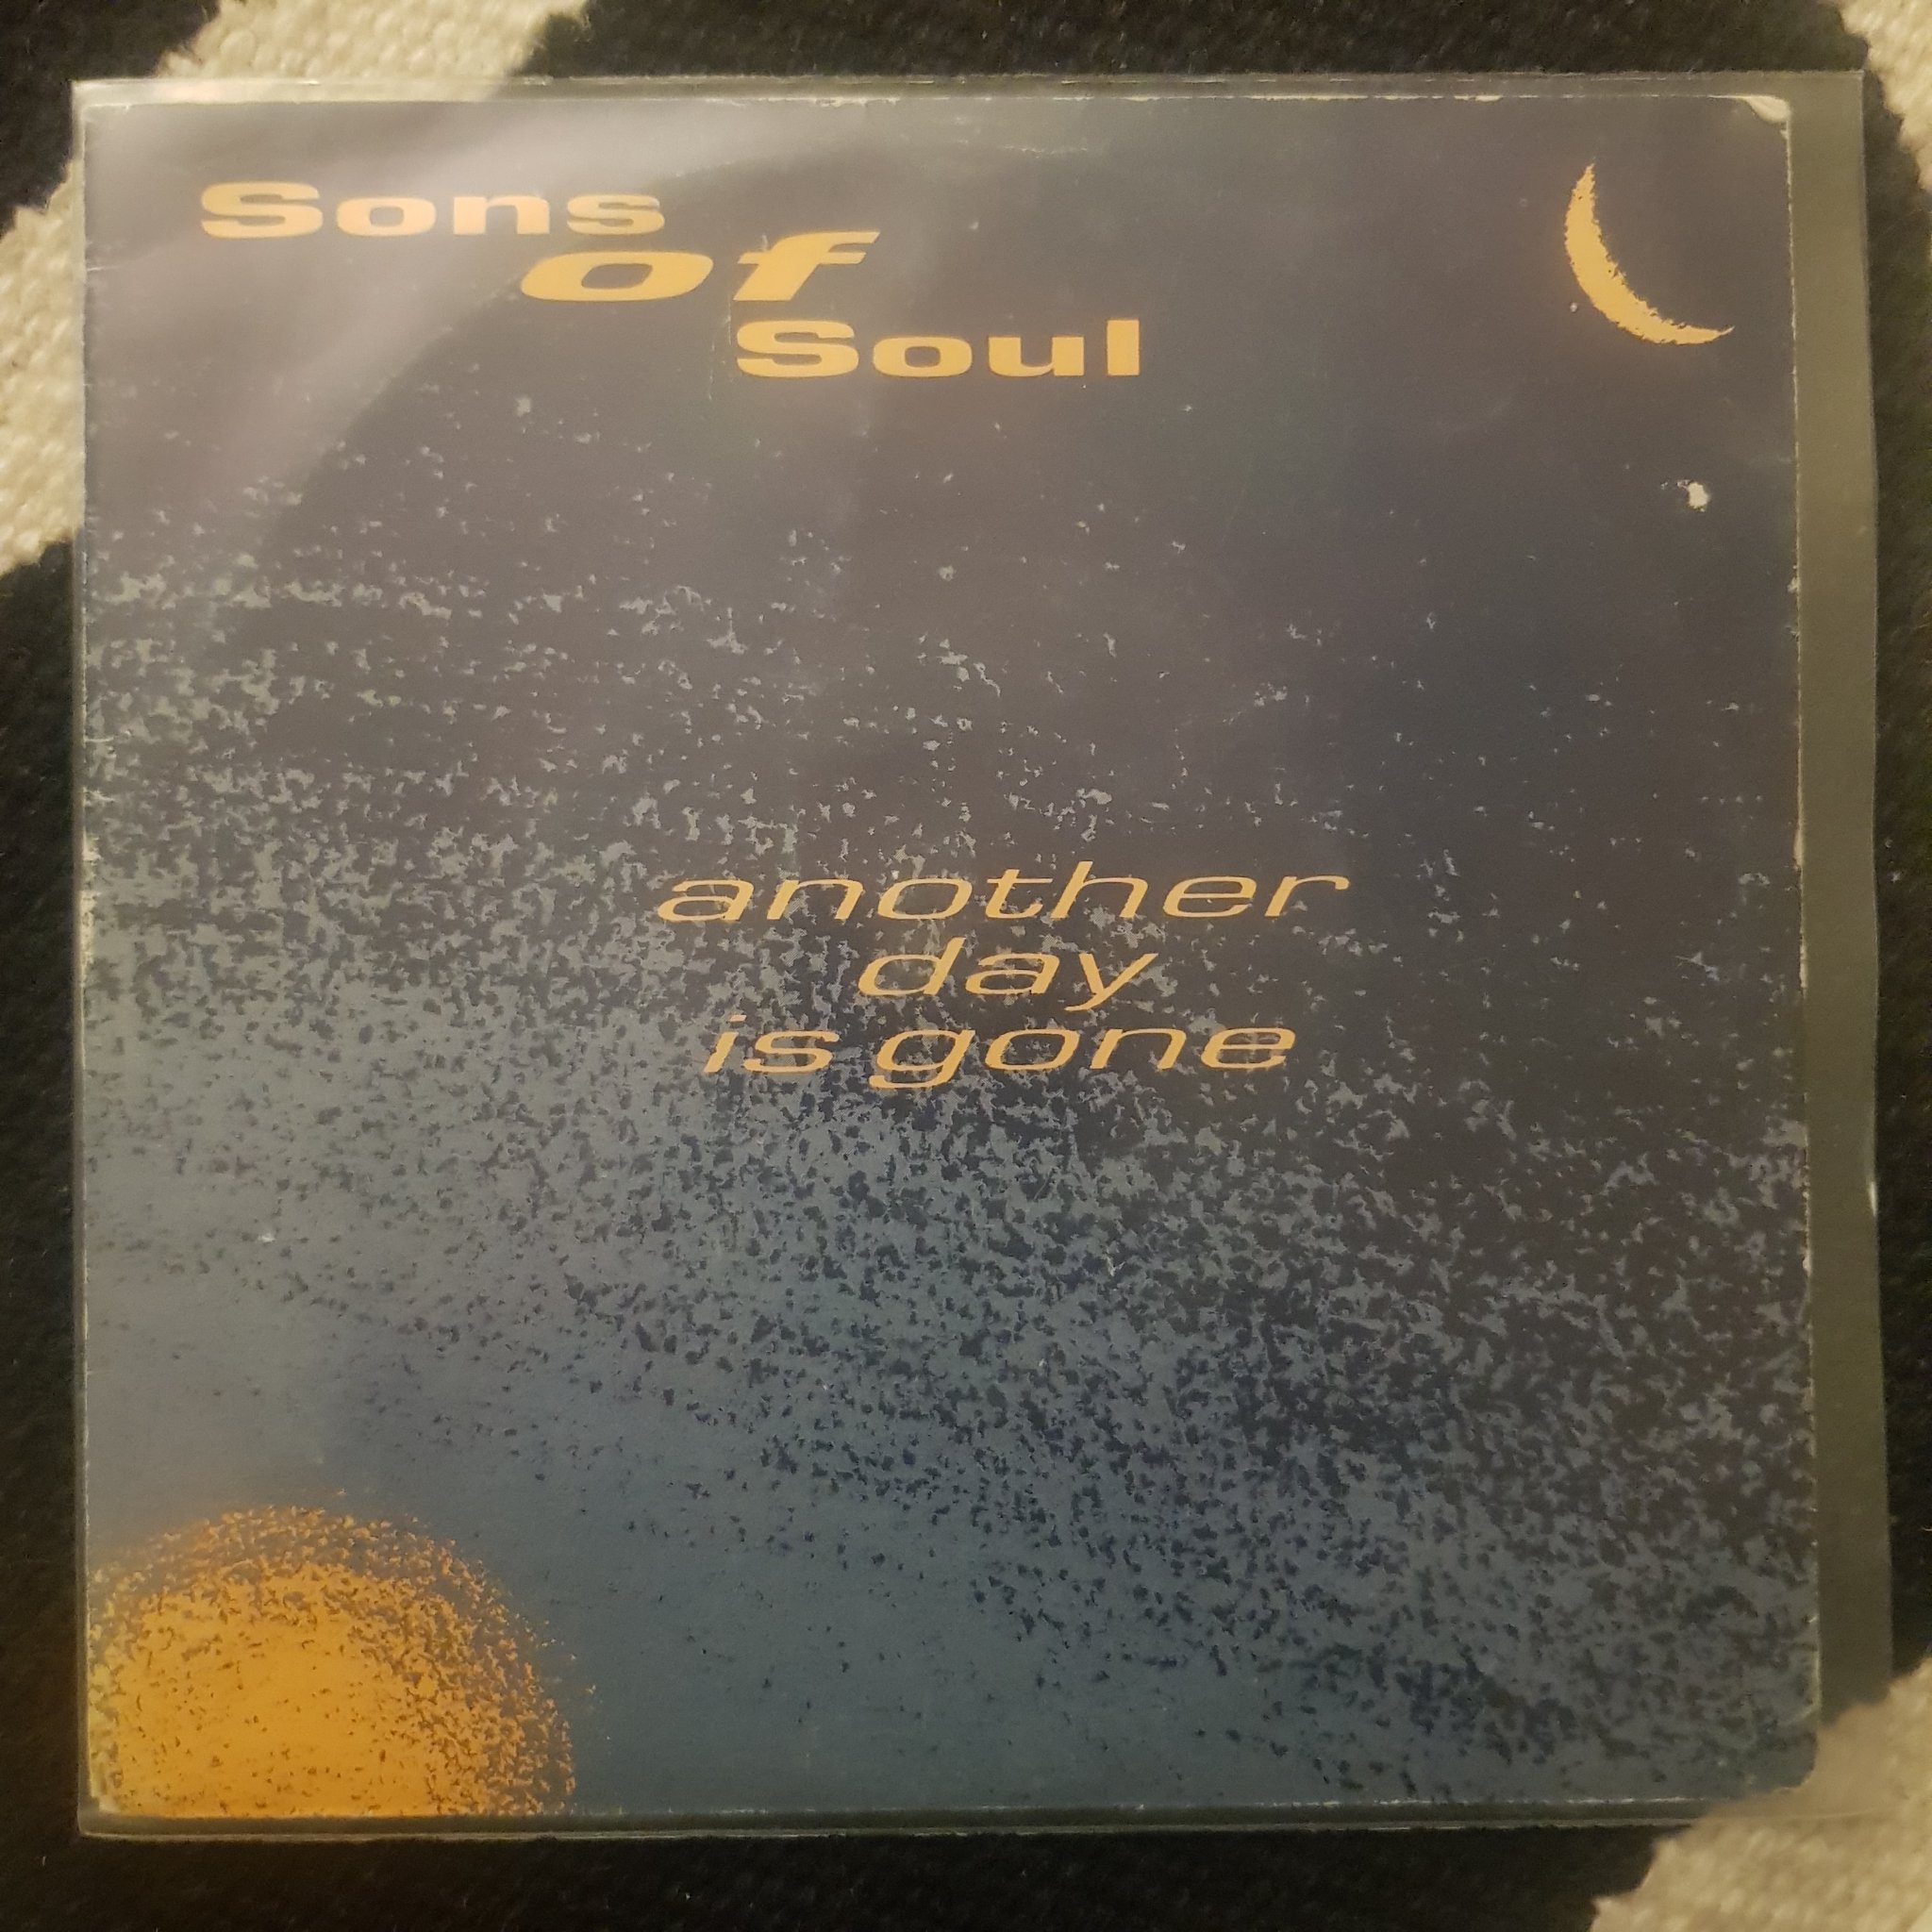 Sons
of
Soul
another
day
is gone